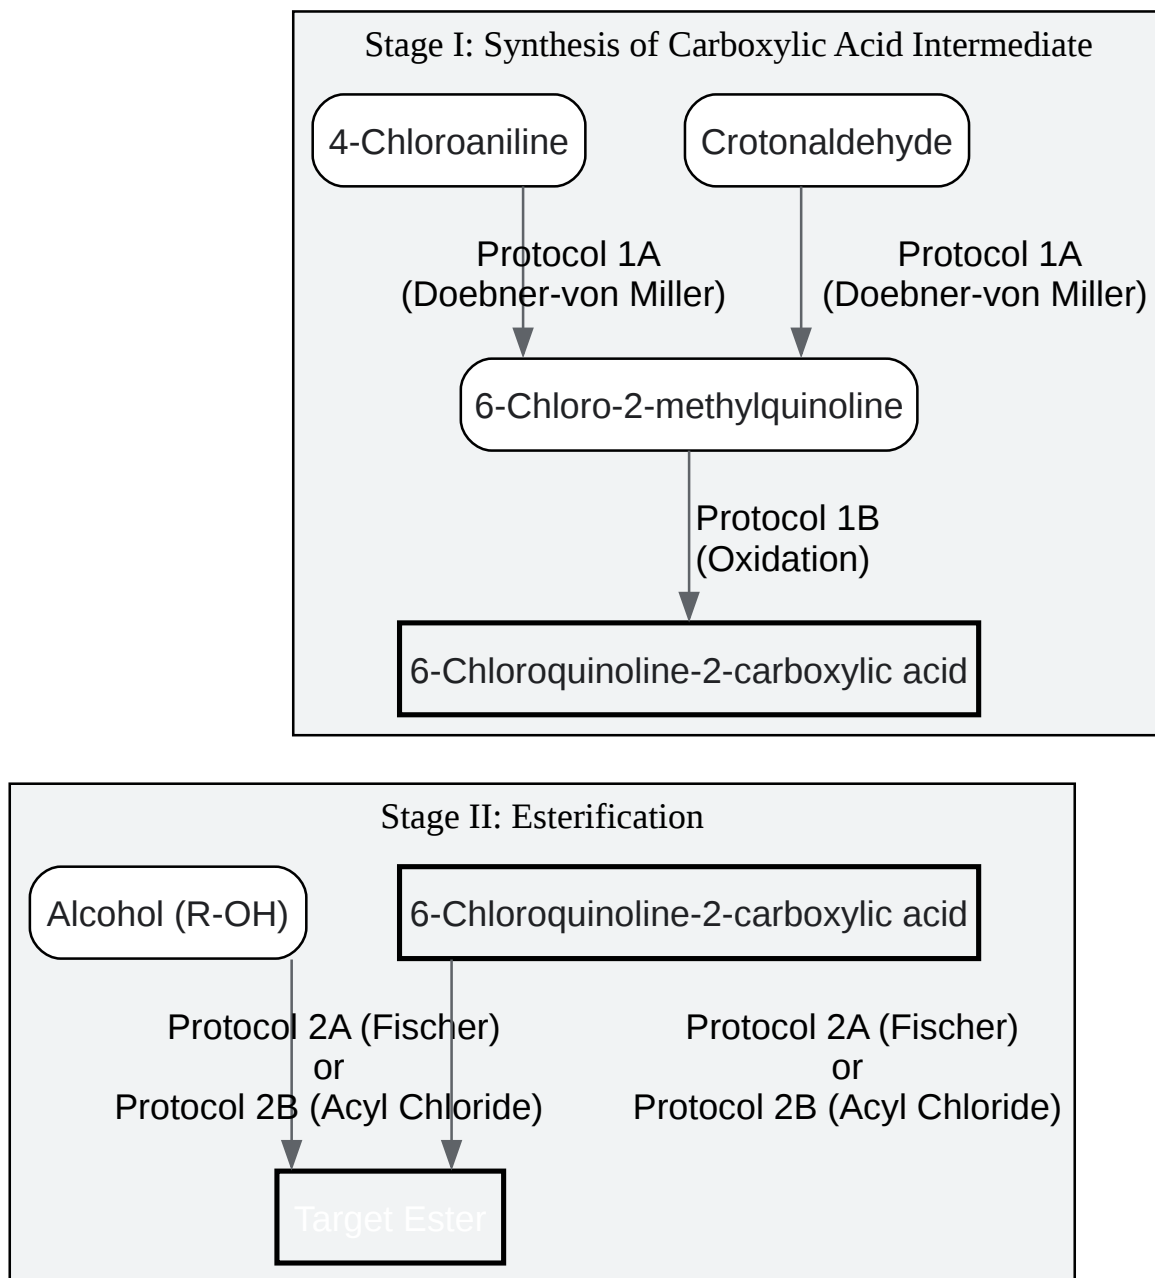 Stage I: Synthesis of Carboxylic Acid Intermediate
4-Chloroaniline
Crotonaldehyde
Protocol 1A
(Doebner-von Miller)
Protocol 1A
(Doebner-von Miller)
6-Chloro-2-methylquinoline
Protocol 1B
(Oxidation)
6-Chloroquinoline-2-carboxylic acid
Stage II: Esterification
Alcohol (R-OH)
6-Chloroquinoline-2-carboxylic acid
Protocol 2A (Fischer)
or
Protocol 2B (Acyl Chloride)
Protocol 2A (Fischer)
or
Protocol 2B (Acyl Chloride)
Target Ester